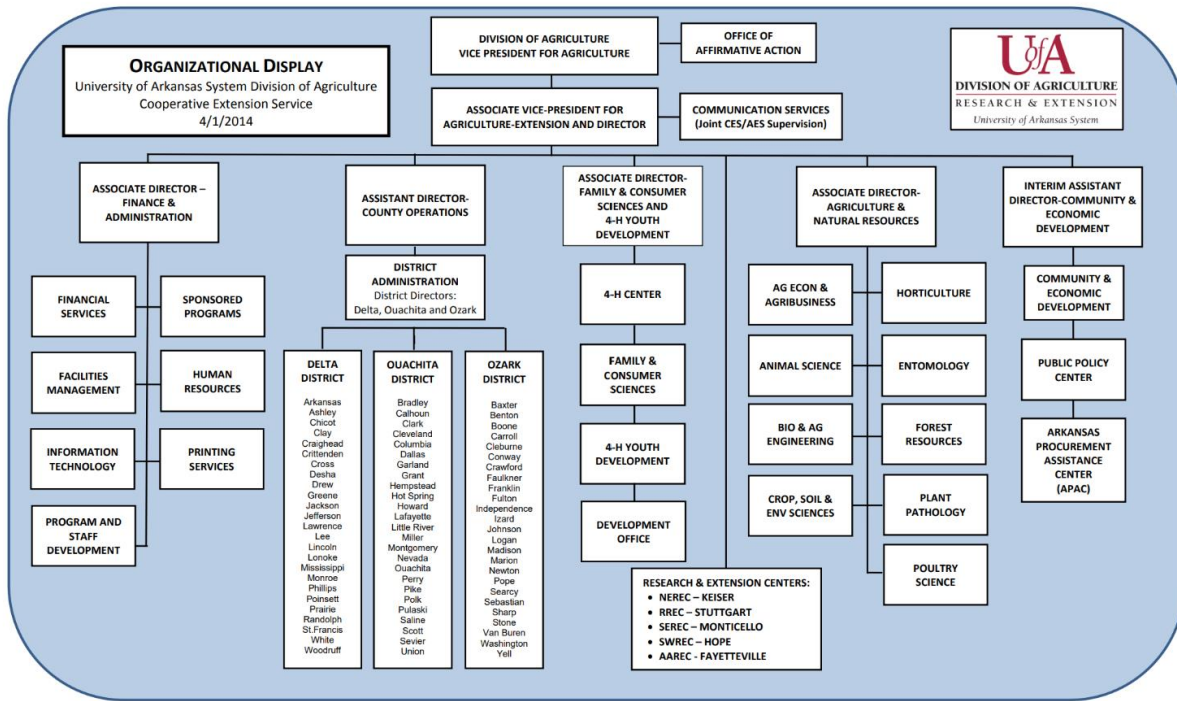 DIVISION OF AGRICULTURE
VICE PRESIDENT FOR AGRICULTURE
OFFICE OF
AFFIRMATIVE ACTION
ORGANIZATIONAL DISPLAY
University of Arkansas System Division of Agriculture
Cooperative Extension Service
4/1/2014
UofA
DIVISION OF AGRICULTURE
RESEARCH & EXTENSION
University of Arkansas System
ASSOCIATE VICE-PRESIDENT FOR
AGRICULTURE-EXTENSION AND DIRECTOR
COMMUNICATION SERVICES
(Joint CES/AES Supervision)
ASSOCIATE DIRECTOR –
FINANCE &
ADMINISTRATION
FINANCIAL
SERVICES
SPONSORED
PROGRAMS
FACILITIES
MANAGEMENT
HUMAN
RESOURCES
INFORMATION
TECHNOLOGY
PRINTING
SERVICES
PROGRAM AND
STAFF
DEVELOPMENT
ASSISTANT DIRECTOR-
COUNTY OPERATIONS
DISTRICT
ADMINISTRATION
District Directors:
Delta, Ouachita and Ozark
DELTA
DISTRICT
Arkansas
Ashley
Chicot
Clay
Craighead
Crittenden
Cross
Desha
Drew
Greene
Jackson
Jefferson
Lawrence
Lee
Lincoln
Lonoke
Mississippi
Monroe
Phillips
Poinsett
Prairie
Randolph
St.Francis
White
Woodruff
OUACHITA
DISTRICT
Bradley
Calhoun
Clark
Cleveland
Columbia
Dallas
Garland
Grant
Hempstead
Hot Spring
Howard
Lafayette
Little River
Miller
Montgomery
Nevada
Ouachita
Perry
Pike
Polk
Pulaski
Saline
Scott
Sevier
Union
OZARK
DISTRICT
Baxter
Benton
Boone
Carroll
Cleburne
Conway
Crawford
Faulkner
Franklin
Fulton
Independence
Izard
Johnson
Logan
Madison
Marion
Newton
Pope
Searcy
Sebastian
Sharp
Stone
Van Buren
Washington
Yell
ASSOCIATE DIRECTOR-
FAMILY & CONSUMER
SCIENCES AND
4-H YOUTH
DEVELOPMENT
4-H CENTER
FAMILY &
CONSUMER
SCIENCES
4-H YOUTH
DEVELOPMENT
DEVELOPMENT
OFFICE
RESEARCH & EXTENSION CENTERS:
• NEREC – KEISER
• RREC – STUTTGART
• SEREC – MONTICELLO
• SWREC – HOPE
• AAREC - FAYETTEVILLE
ASSOCIATE DIRECTOR-
AGRICULTURE &
NATURAL RESOURCES
AG ECON &
AGRIBUSINESS
HORTICULTURE
ANIMAL SCIENCE
ENTOMOLOGY
BIO & AG
ENGINEERING
FOREST
RESOURCES
CROP, SOIL &
ENV SCIENCES
PLANT
PATHOLOGY
POULTRY
SCIENCE
INTERIM ASSISTANT
DIRECTOR-COMMUNITY &
ECONOMIC
DEVELOPMENT
COMMUNITY &
ECONOMIC
DEVELOPMENT
PUBLIC POLICY
CENTER
ARKANSAS
PROCUREMENT
ASSISTANCE
CENTER
(APAC)